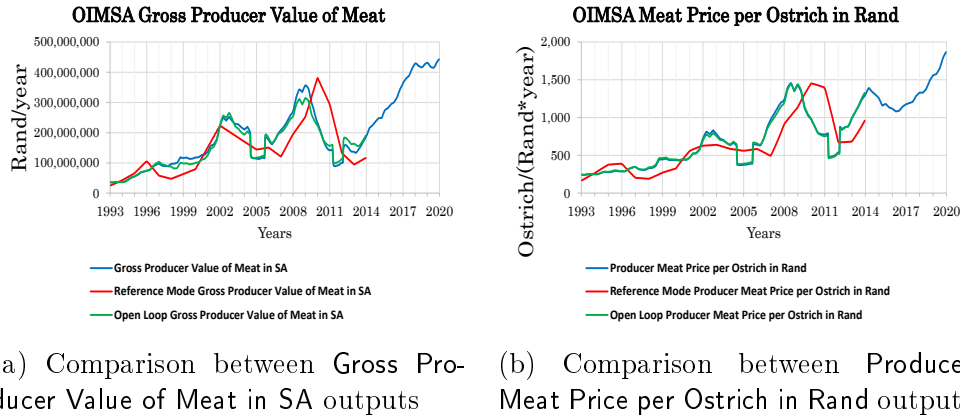 OIMSA Gross Producer Value of Meat
500,000,000
400,000,000
300,000,000
200,000,000
100,000,000
0
Rand/year
1993 1996 1999 2002 2005 2008 2011 2014 2017 2020
Years
Gross Producer Value of Meat in SA
Reference Mode Gross Producer Value of Meat in SA
Open Loop Gross Producer Value of Meat in SA
a) Comparison between Gross Pro-
ducer Value of Meat in SA outputs
OIMSA Meat Price per Ostrich in Rand
2,000
1,500
1,000
500
0
Ostrich/(Rand*year)
1993 1996 1999 2002 2005 2008 2011 2014 2017 2020
Years
Producer Meat Price per Ostrich in Rand
Reference Mode Producer Meat Price per Ostrich in Rand
Open Loop Producer Meat Price per Ostrich in Rand
(b) Comparison between Produce
Meat Price per Ostrich in Rand output